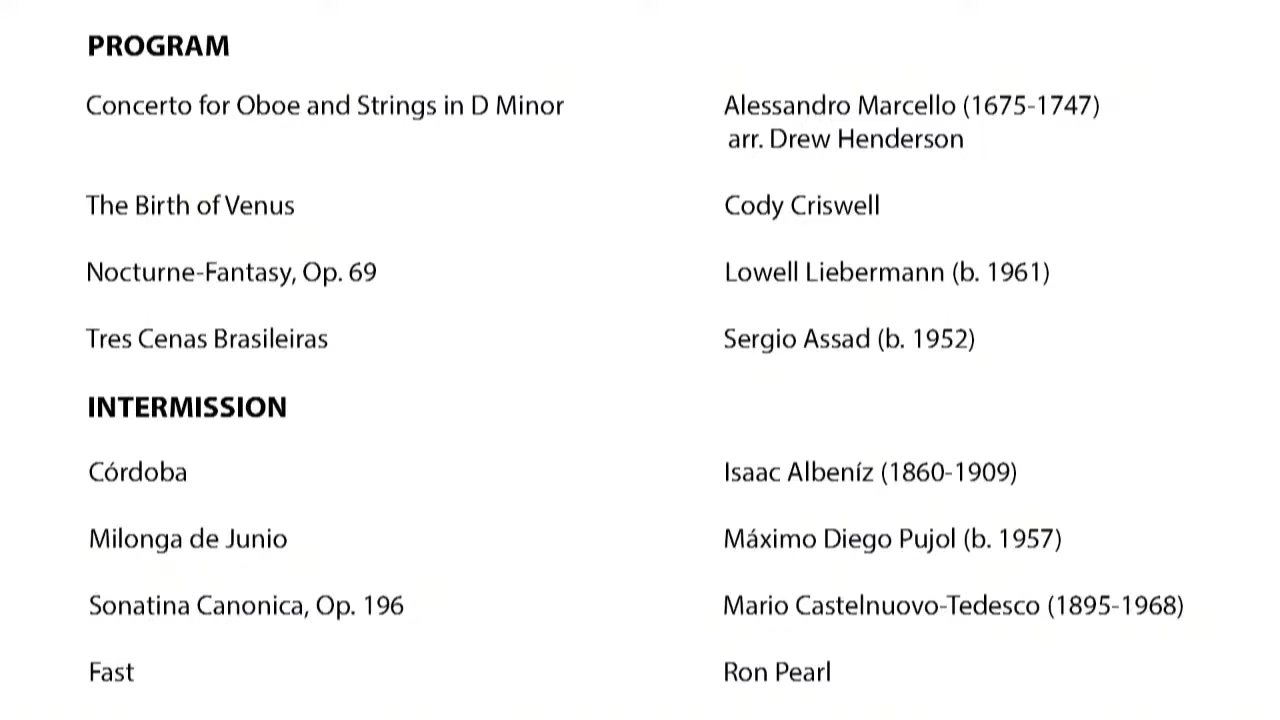 PROGRAM
Concerto for Oboe and Strings in D Minor Alessandro Marcello (1675-1747)
arr. Drew Henderson
The Birth of Venus Cody Criswell
Nocturne-Fantasy, Op. 69 Lowell Liebermann (b. 1961)
Tres Cenas Brasileiras Sergio Assad (b. 1952)
INTERMISSION
Córdoba Isaac Albeníz (1860-1909)
Milonga de Junio Máximo Diego Pujol (b. 1957)
Sonatina Canonica, Op. 196 Mario Castelnuovo-Tedesco (1895-1968)
Fast Ron Pearl